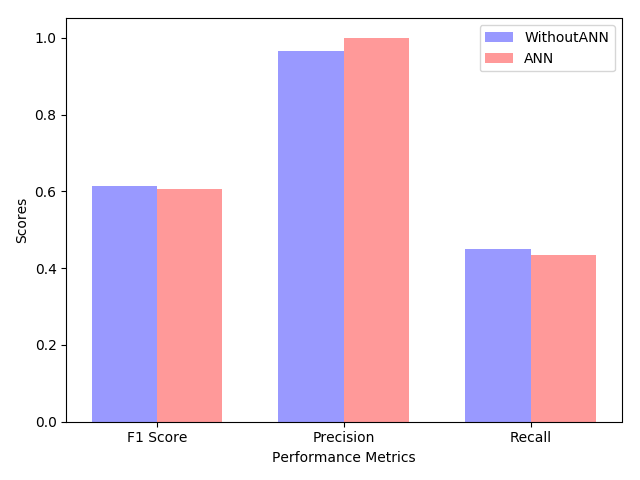 WithoutANN
ANN
1.0
0.8
0.6
0.4
0.2
0.0
Scores
F1 Score
Precision
Recall
Performance Metrics